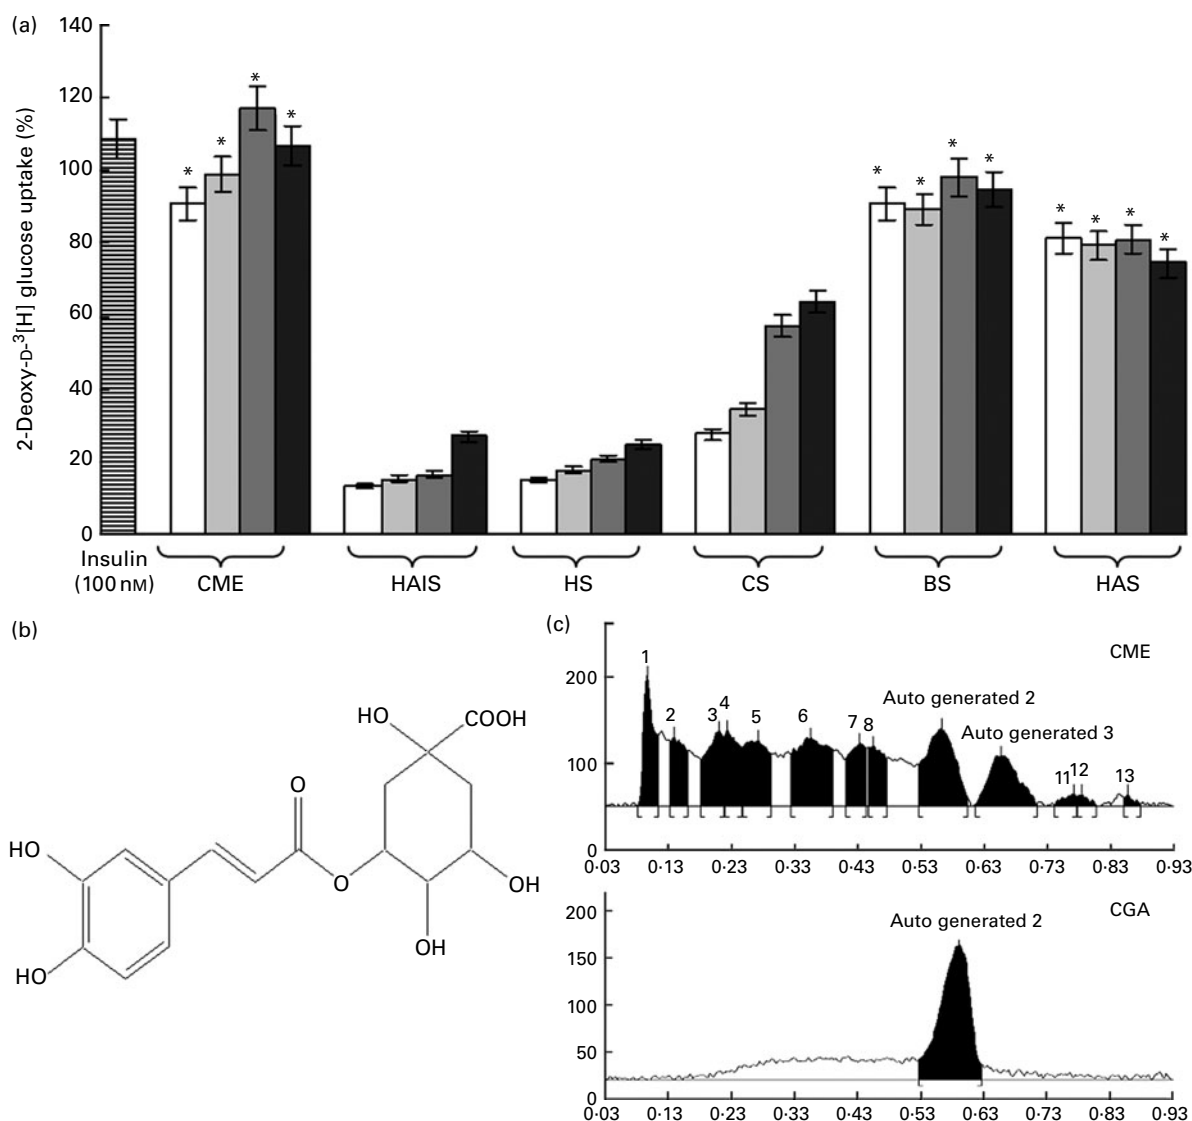 (a)
2-Deoxy-D-³[H] glucose uptake (%)
140
120
100
80
60
40
20
0
* * * * * * * * * * * *
Insulin
(100 nM)
CME
HAIS
HS
CS
BS
HAS
(b)
HO
COOH
O
HO
O
OH
OH
HO
(c)
CME
200
100
0
1
2
3
4
5
6
7
8
Auto generated 2
Auto generated 3
11
12
13
0·03 0·13 0·23 0·33 0·43 0·53 0·63 0·73 0·83 0·93
CGA
Auto generated 2
200
150
100
50
0
0·03 0·13 0·23 0·33 0·43 0·53 0·63 0·73 0·83 0·93